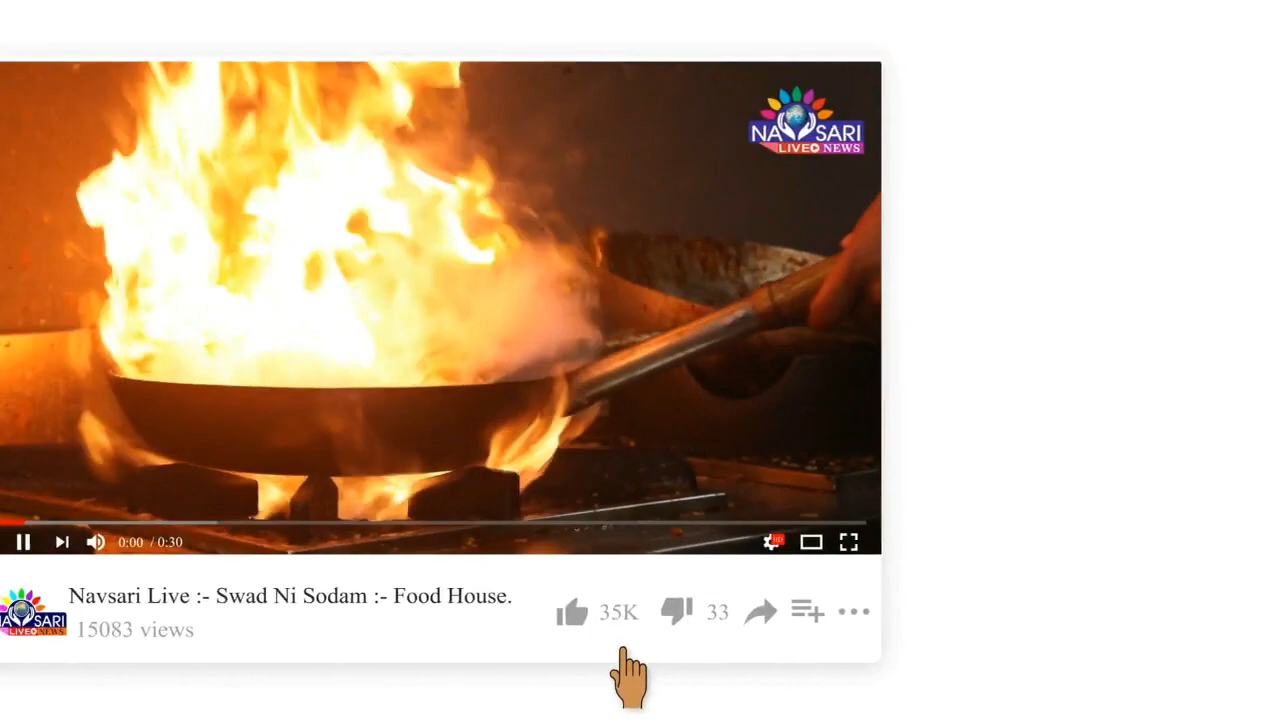 NAVSARI
LIVE NEWS
0:00 / 0:30
HD
Navsari Live :- Swad Ni Sodam :- Food House.
15083 views
35K
33
NAVSARI
LIVE NEWS